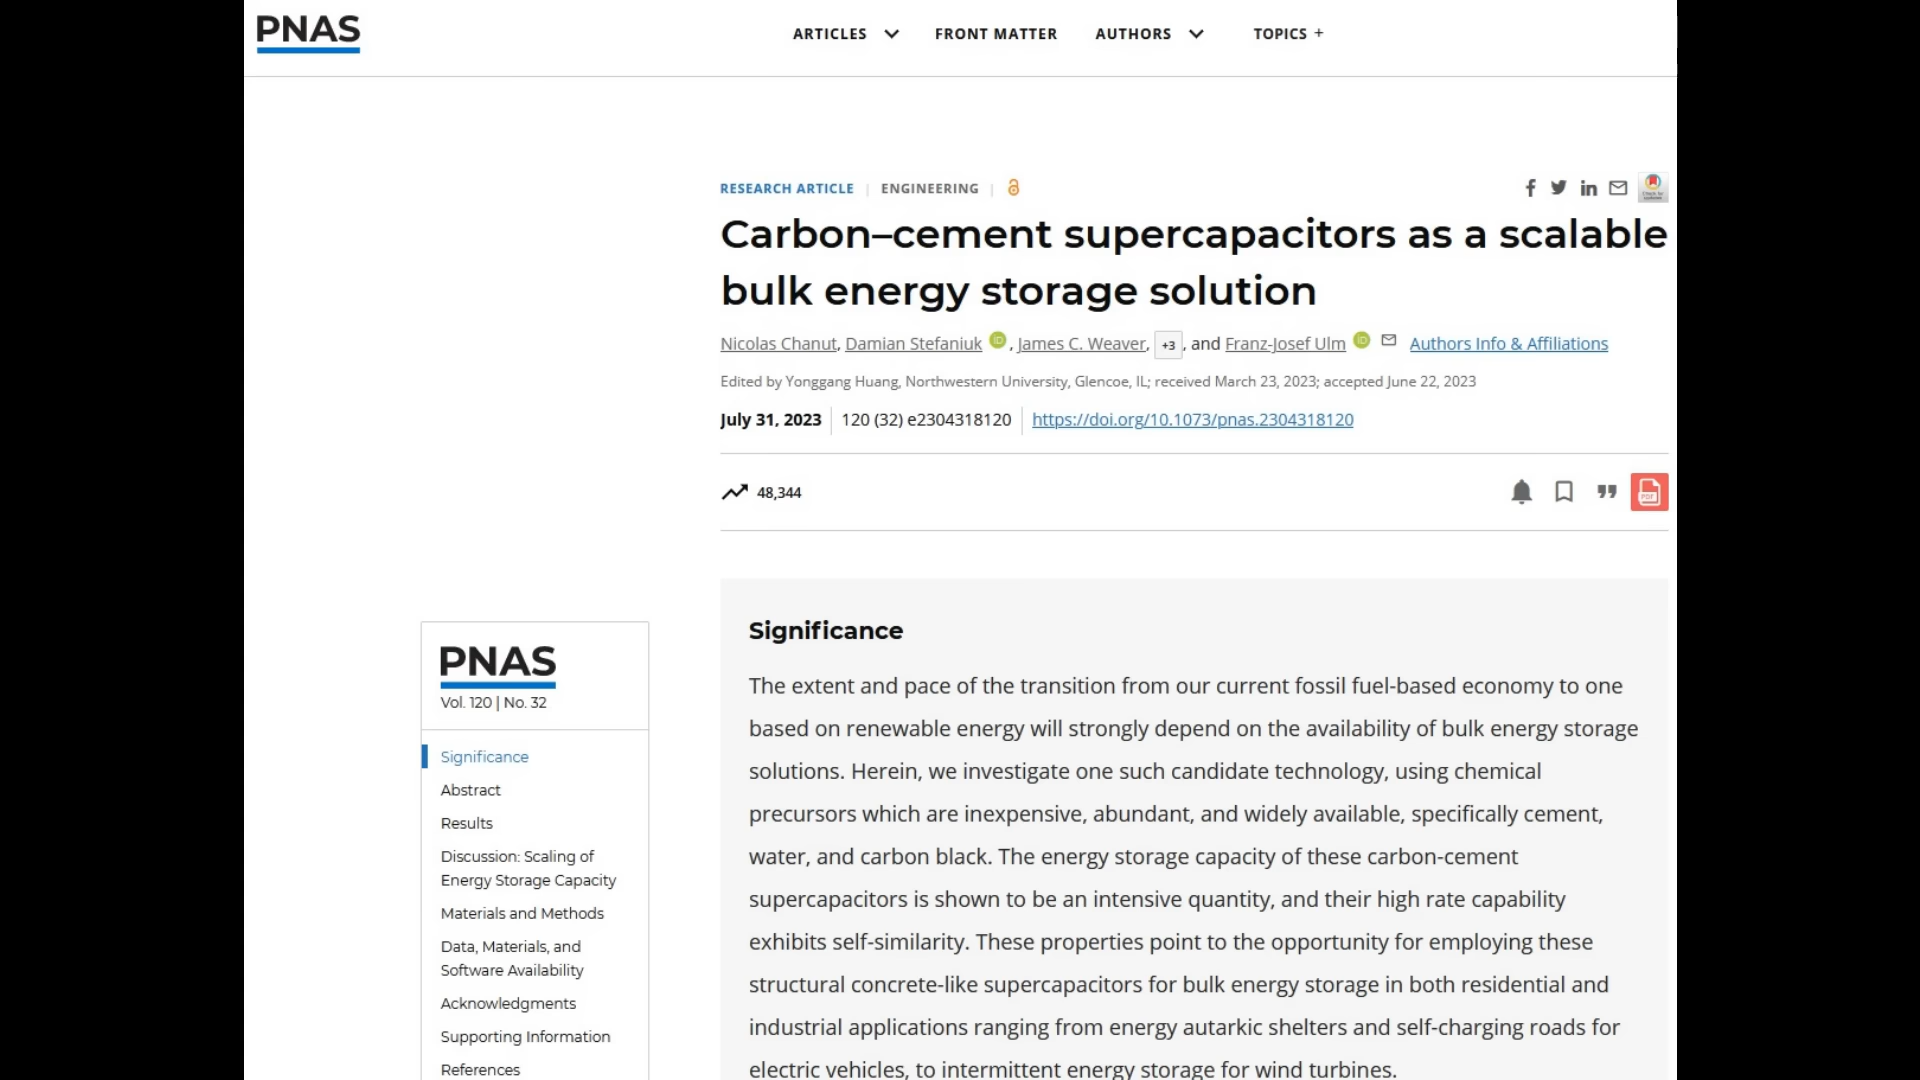 PNAS
ARTICLES FRONT MATTER AUTHORS TOPICS +
RESEARCH ARTICLE | ENGINEERING |
Carbon–cement supercapacitors as a scalable
bulk energy storage solution
Nicolas Chanut, Damian Stefaniuk iD, James C. Weaver, +3, and Franz-Josef Ulm iD Authors Info & Affiliations
Edited by Yonggang Huang, Northwestern University, Glencoe, IL; received March 23, 2023; accepted June 22, 2023
July 31, 2023 | 120 (32) e2304318120 | https://doi.org/10.1073/pnas.2304318120
48,344
PDF
Significance
The extent and pace of the transition from our current fossil fuel-based economy to one
based on renewable energy will strongly depend on the availability of bulk energy storage
solutions. Herein, we investigate one such candidate technology, using chemical
precursors which are inexpensive, abundant, and widely available, specifically cement,
water, and carbon black. The energy storage capacity of these carbon-cement
supercapacitors is shown to be an intensive quantity, and their high rate capability
exhibits self-similarity. These properties point to the opportunity for employing these
structural concrete-like supercapacitors for bulk energy storage in both residential and
industrial applications ranging from energy autarkic shelters and self-charging roads for
electric vehicles, to intermittent energy storage for wind turbines.
PNAS
Vol. 120 | No. 32
Significance
Abstract
Results
Discussion: Scaling of
Energy Storage Capacity
Materials and Methods
Data, Materials, and
Software Availability
Acknowledgments
Supporting Information
References